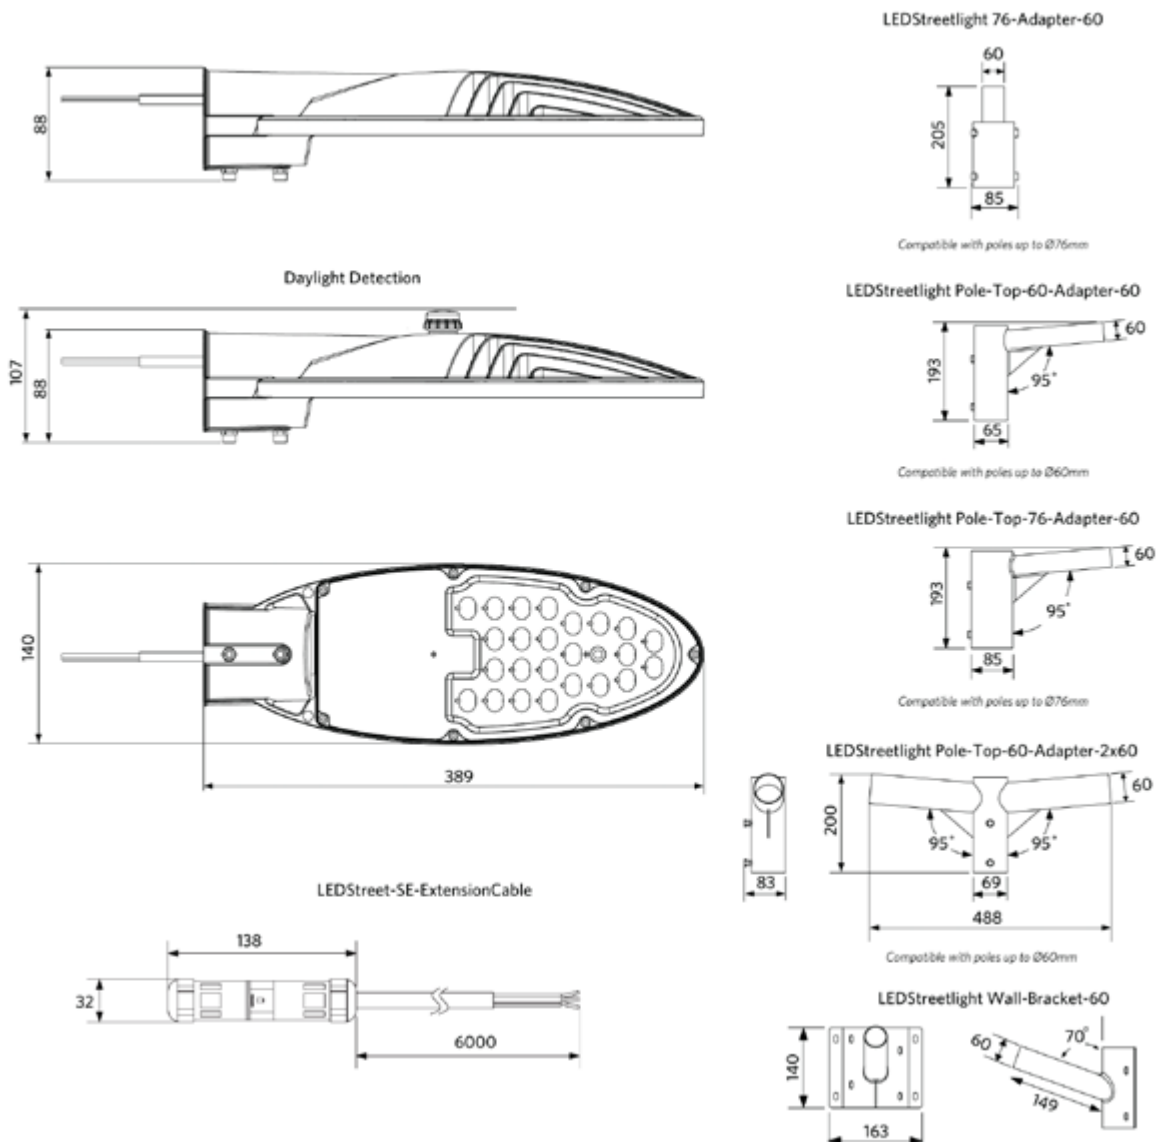 88
Daylight Detection
107
88
140
389
LEDStreet-SE-ExtensionCable
138
32
6000
LEDStreetlight 76-Adapter-60
60
205
85
Compatible with poles up to Ø76mm
LEDStreetlight Pole-Top-60-Adapter-60
193
60
95°
65
Compatible with poles up to Ø60mm
LEDStreetlight Pole-Top-76-Adapter-60
193
60
95°
85
Compatible with poles up to Ø76mm
LEDStreetlight Pole-Top-60-Adapter-2x60
200
60
95°
95°
83
69
488
Compatible with poles up to Ø60mm
LEDStreetlight Wall-Bracket-60
140
163
60
70°
149